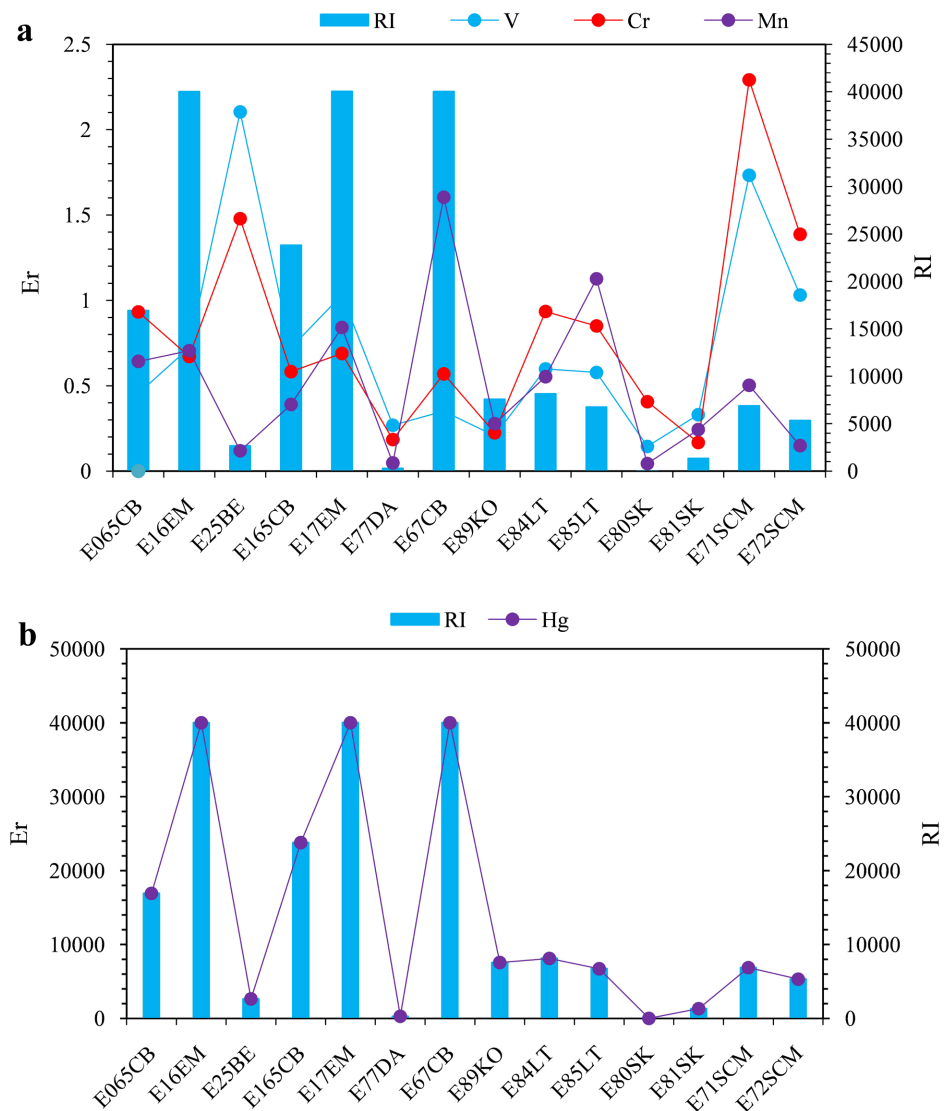 a
RI V Cr Mn
2.5 45000
40000
2 35000
30000
1.5 25000
Er RI
20000
1 15000
10000
0.5 5000
0 0
E065CB E16EM E25BE E165CB E17EM E77DA E67CB E89KO E84LT E85LT E80SK E81SK E71SCM E72SCM
b
RI Hg
50000 50000
40000 40000
30000 30000
Er RI
20000 20000
10000 10000
0 0
E065CB E16EM E25BE E165CB E17EM E77DA E67CB E89KO E84LT E85LT E80SK E81SK E71SCM E72SCM